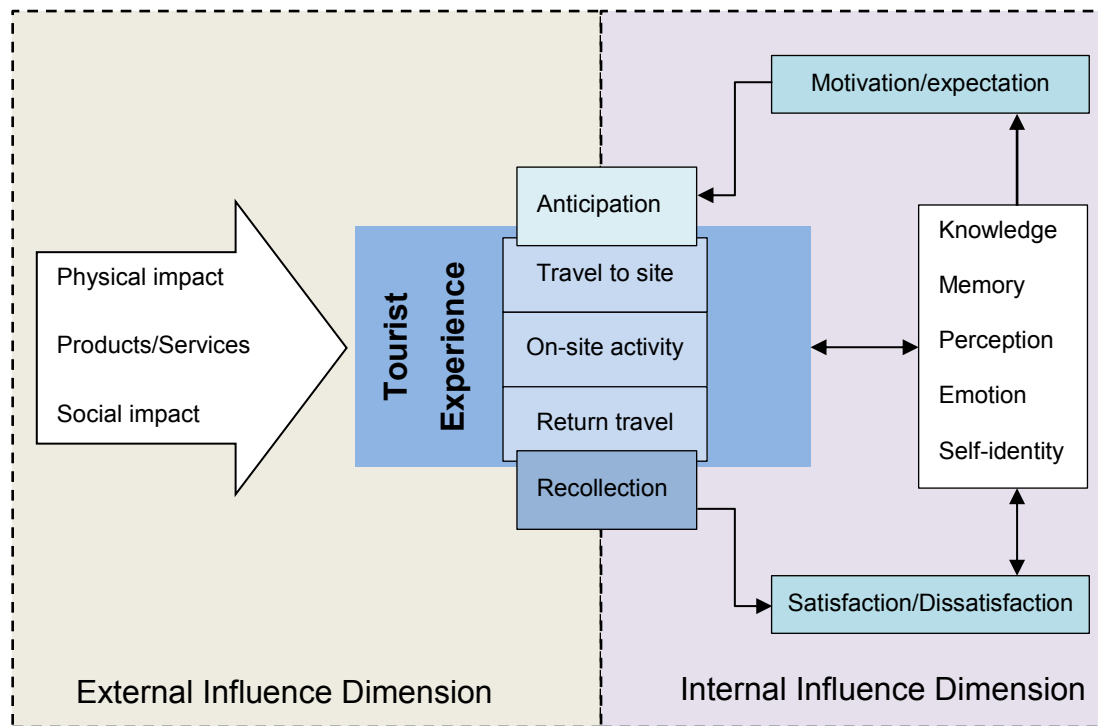 Motivation/expectation
Anticipation
Knowledge
Memory
Perception
Emotion
Self-identity
Physical impact
Products/Services
Social impact
Tourist
Experience
Travel to site
On-site activity
Return travel
Recollection
Satisfaction/Dissatisfaction
External Influence Dimension
Internal Influence Dimension